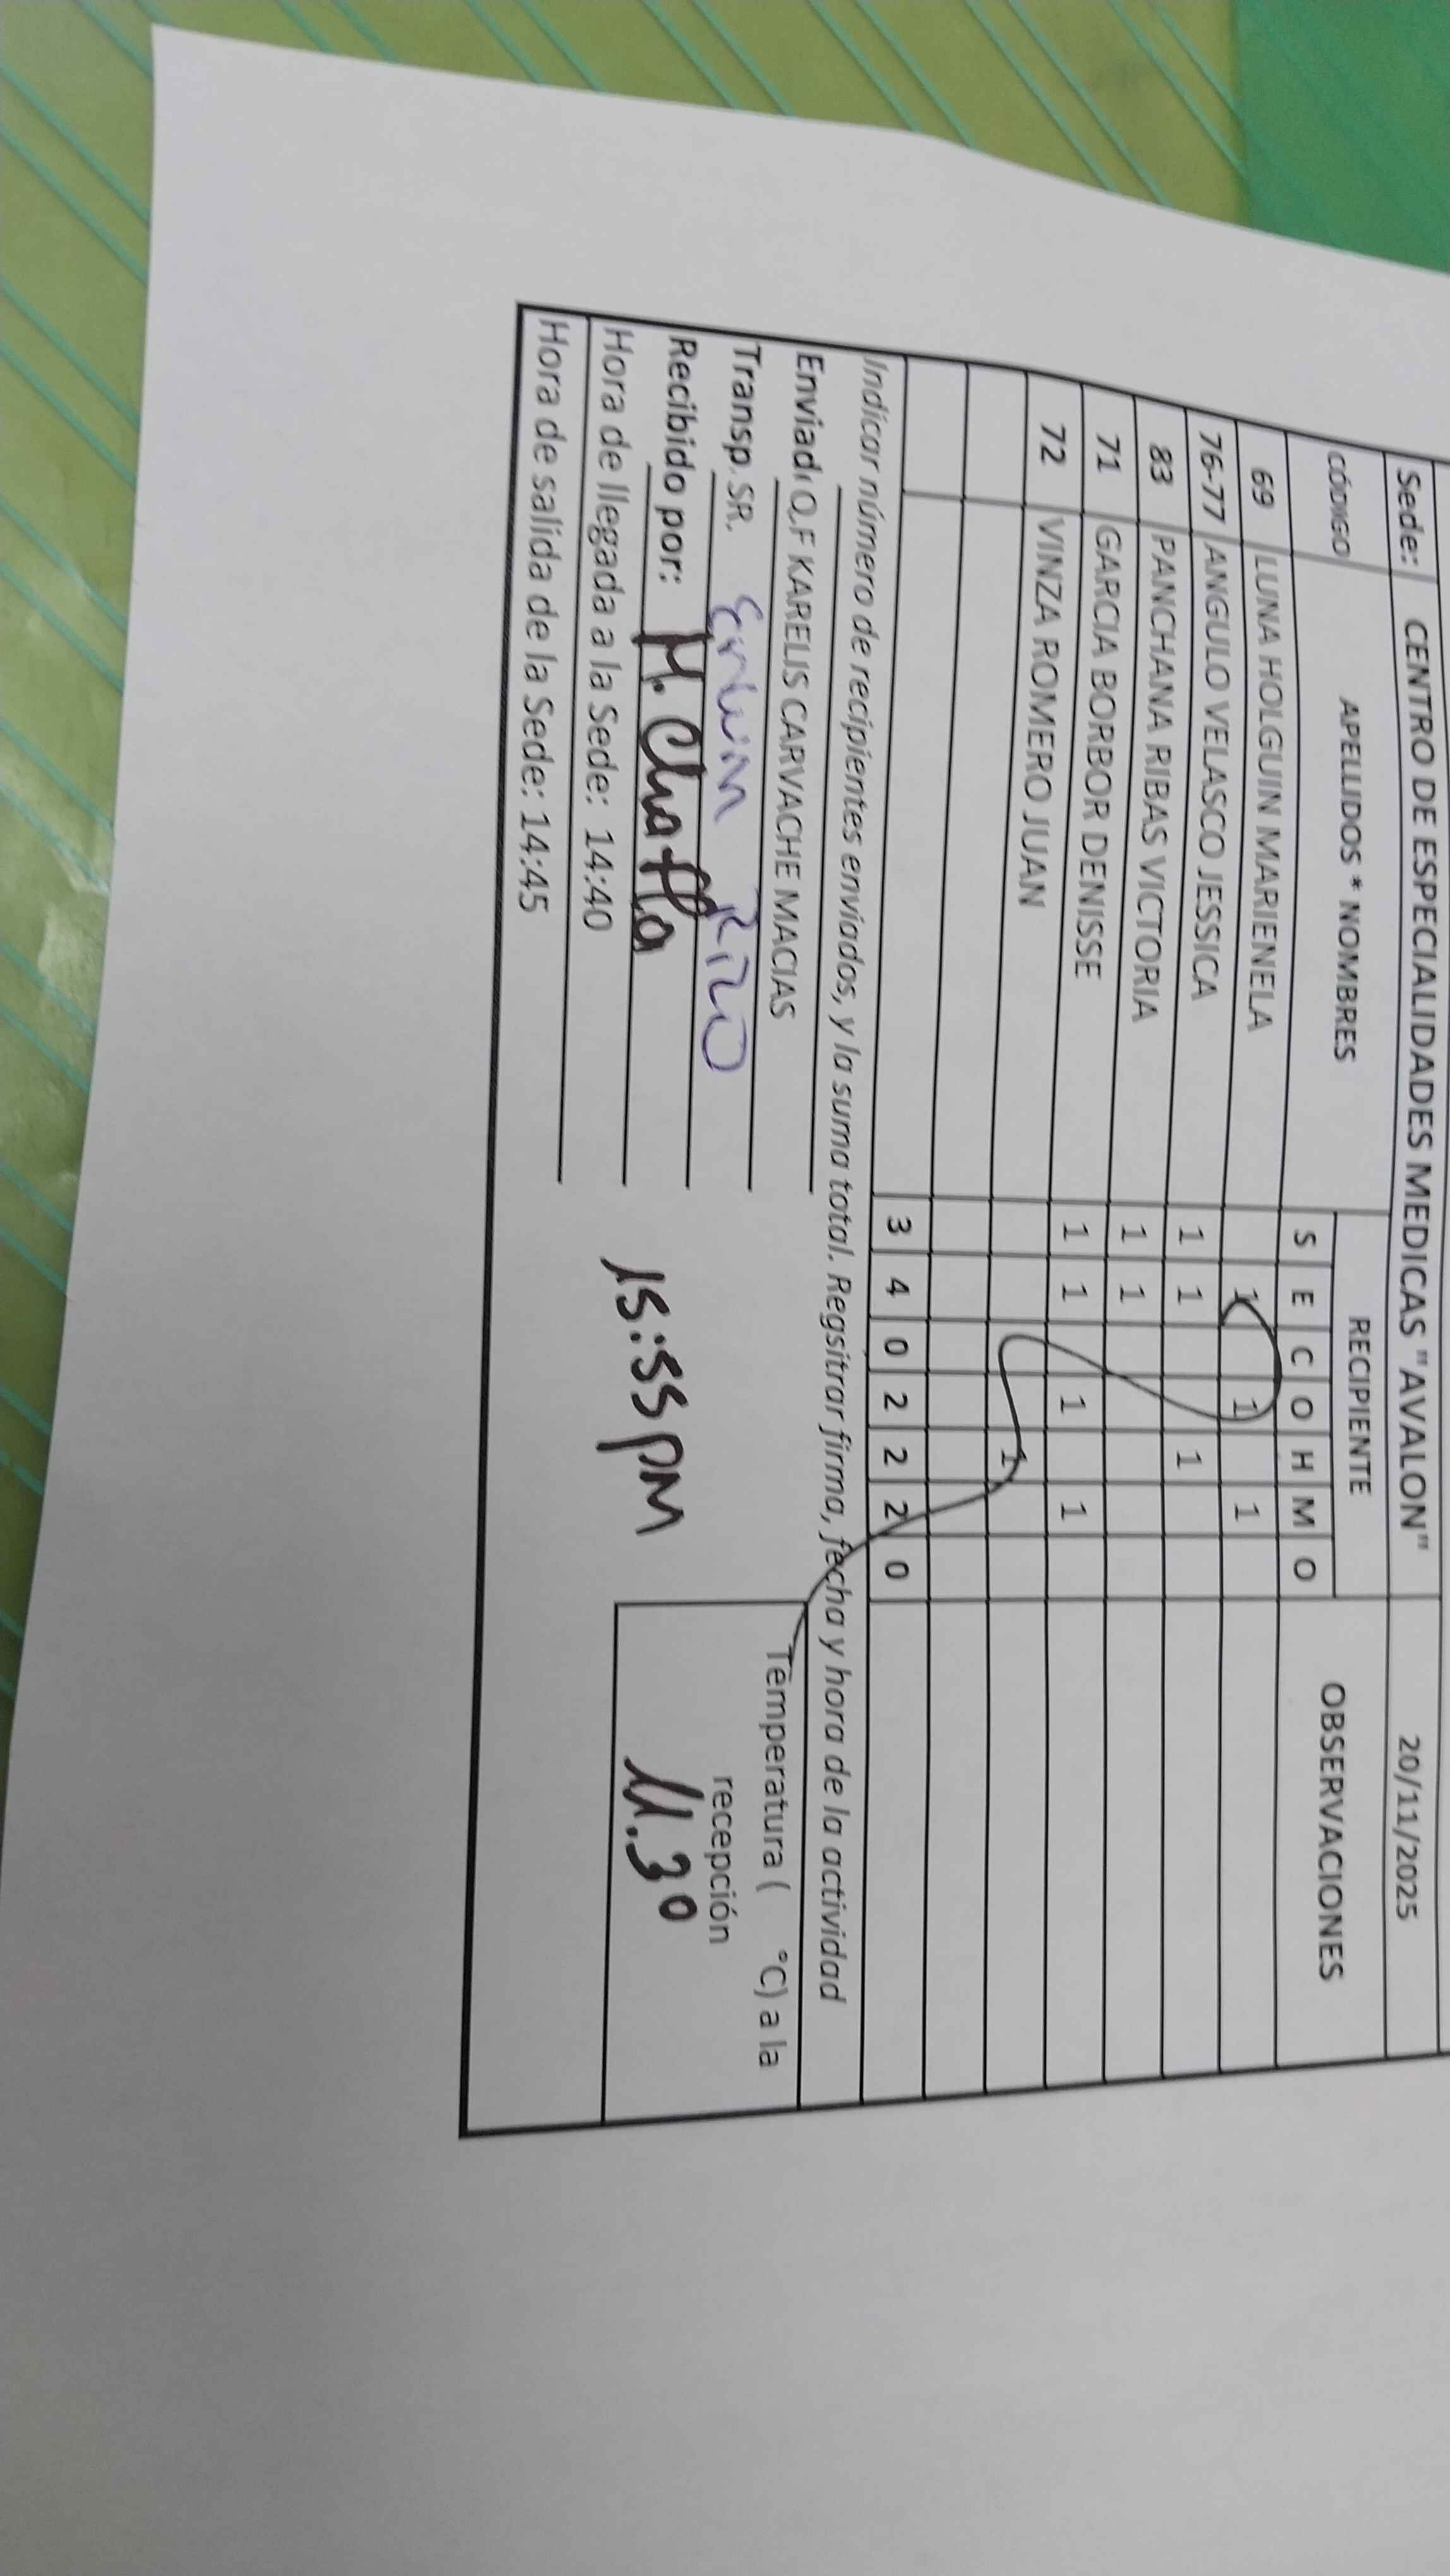 Sede: CENTRO DE ESPECIALIDADES MEDICAS "AVALON" 20/11/2025
CÓDIGO APELLIDOS * NOMBRES RECIPIENTE OBSERVACIONES
S E C O H M O
69 LUNA HOLGUIN MARIENELA 1 1 1
76-77 ANGULO VELASCO JESSICA 1 1 1
83 PANCHANA RIBAS VICTORIA 1 1
71 GARCIA BORBOR DENISSE 1 1 1 1
72 VINZA ROMERO JUAN 1
3 4 0 2 2 2 0
Indicar número de recipientes enviados, y la suma total. Regsitrar firma, fecha y hora de la actividad
Enviad Q.F KARELIS CARVACHE MACIAS
Transp. SR.
Recibido por: M.
Hora de llegada a la Sede: 14:40
Hora de salida de la Sede: 14:45
15:55 PM
Temperatura ( °C) a la
recepción
11.3°